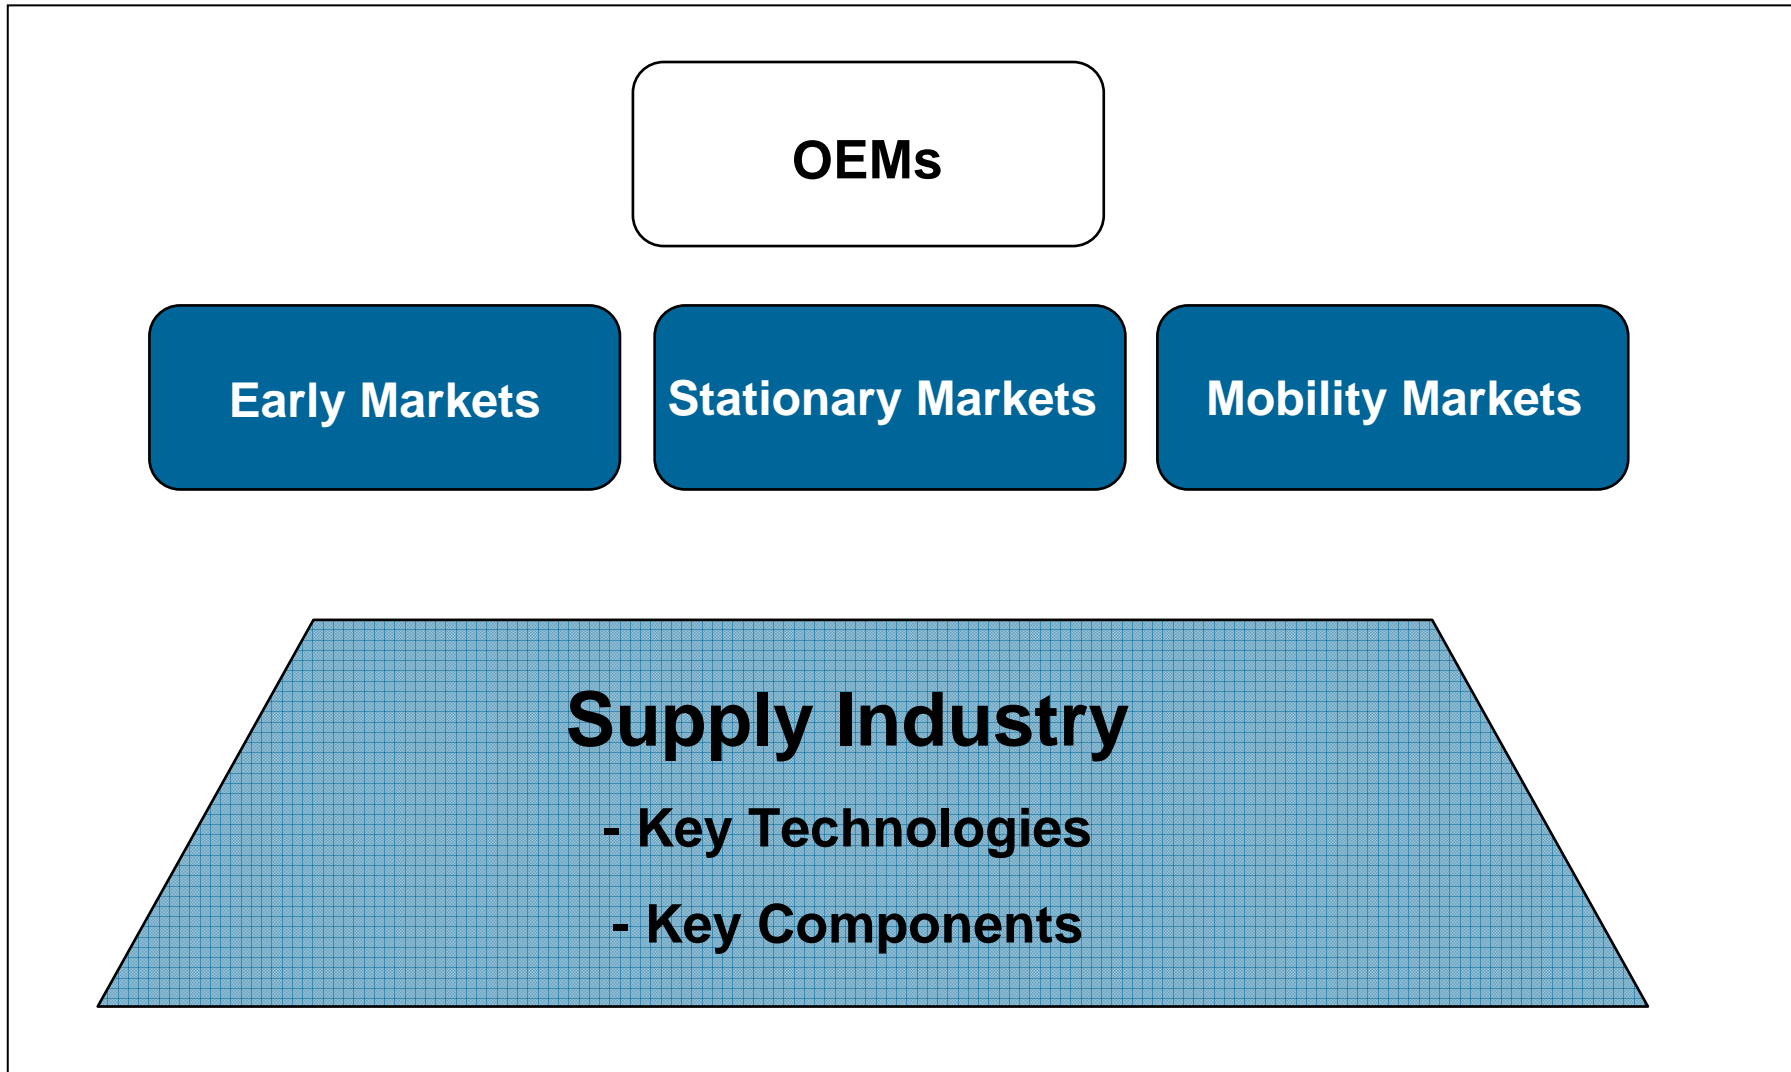 OEMs
Early Markets
Stationary Markets
Mobility Markets
Supply Industry
- Key Technologies
- Key Components